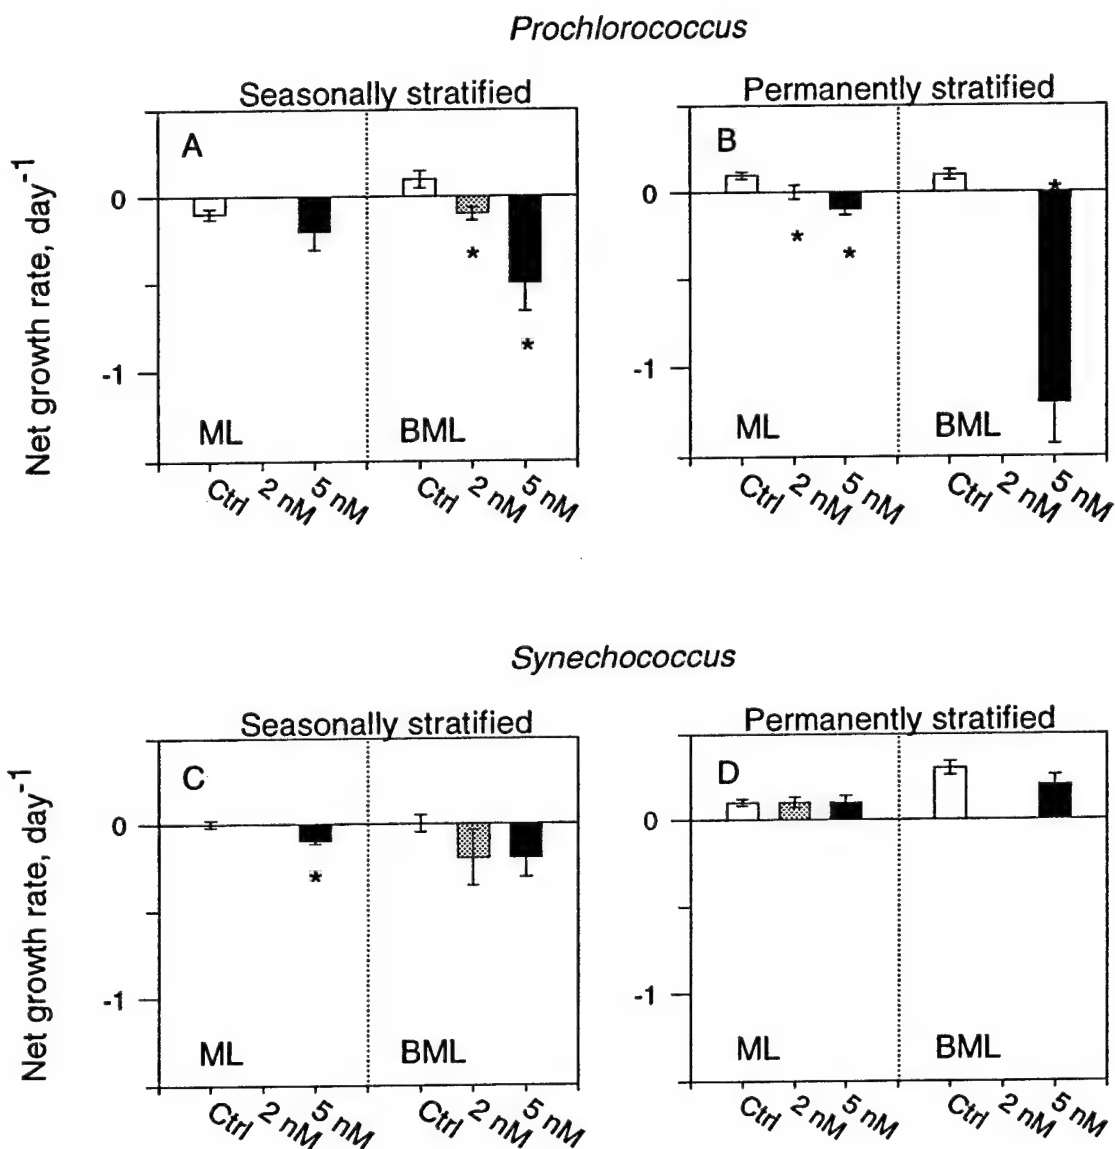 Prochlorococcus
Seasonally stratified
Permanently stratified
Net growth rate, day-1
A
B
0
-1
0
-1
*
*
*
*
*
ML
BML
ML
BML
Ctrl
2 nM
5 nM
Ctrl
2 nM
5 nM
Ctrl
2 nM
5 nM
Ctrl
2 nM
5 nM
Synechococcus
Seasonally stratified
Permanently stratified
Net growth rate, day-1
C
D
0
-1
0
-1
*
ML
BML
ML
BML
Ctrl
2 nM
5 nM
Ctrl
2 nM
5 nM
Ctrl
2 nM
5 nM
Ctrl
2 nM
5 nM